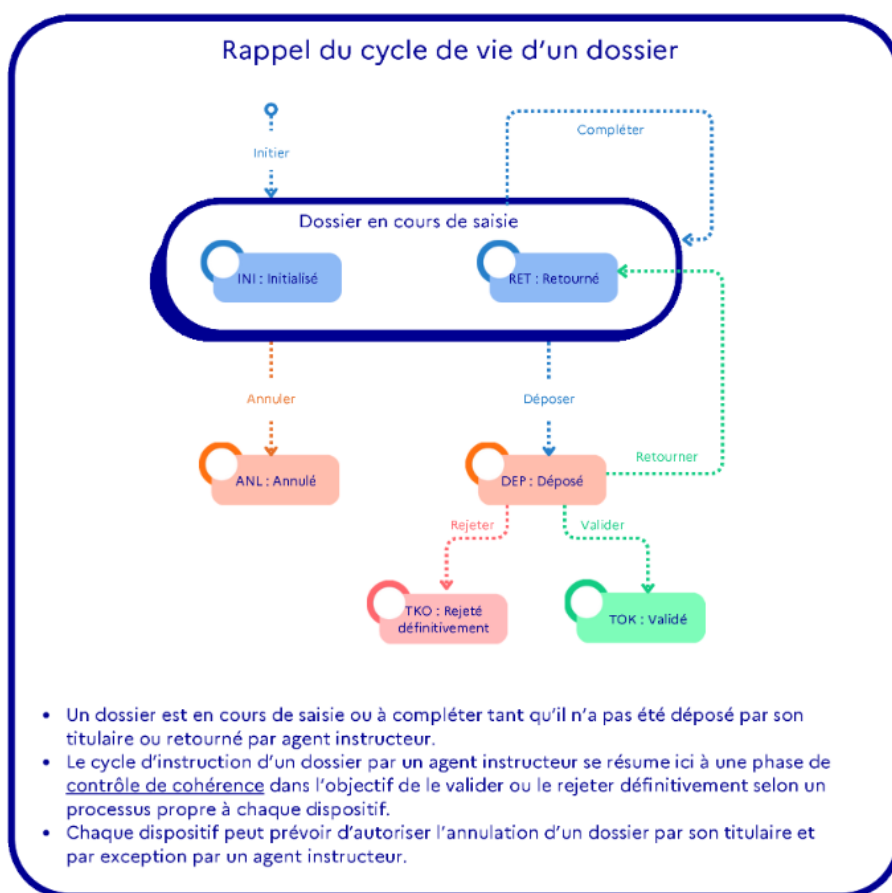 Rappel du cycle de vie d'un dossier
Compléter
Initier
Dossier en cours de saisie
INI : Initialisé
RET : Retourné
Annuler
Déposer
Retourner
ANL : Annulé
DEP : Déposé
Rejeter
Valider
TKO : Rejeté
définitivement
TOK : Validé
• Un dossier est en cours de saisie ou à compléter tant qu'il n'a pas été déposé par son
titulaire ou retourné par agent instructeur.
• Le cycle d'instruction d'un dossier par un agent instructeur se résume ici à une phase de
contrôle de cohérence dans l'objectif de le valider ou le rejeter définitivement selon un
processus propre à chaque dispositif.
• Chaque dispositif peut prévoir d'autoriser l'annulation d'un dossier par son titulaire et
par exception par un agent instructeur.